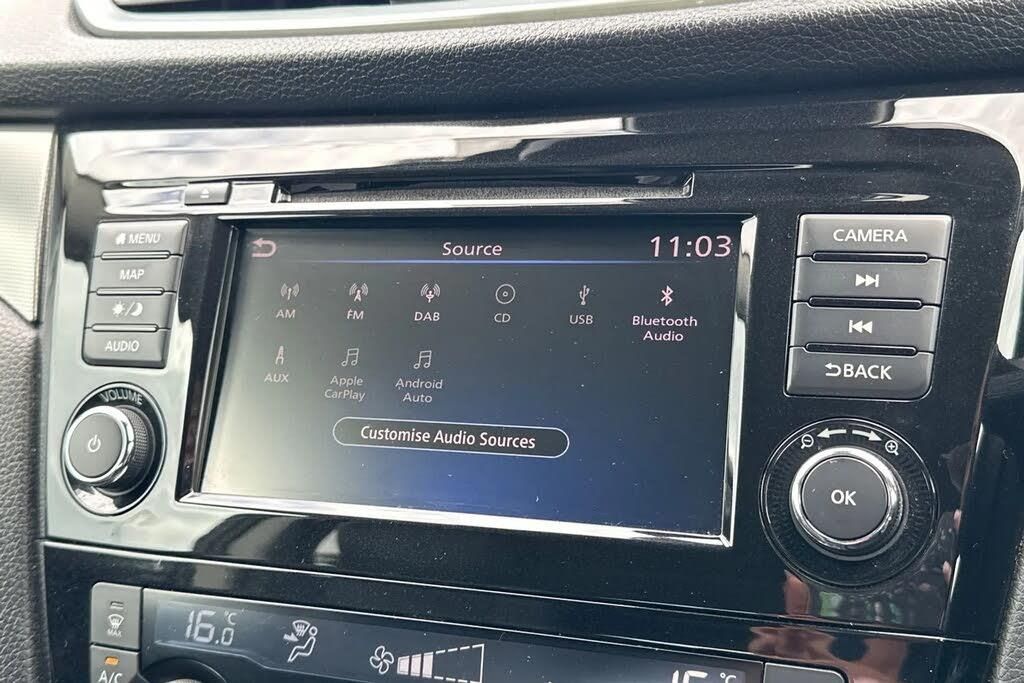 MENU
MAP
AUDIO
VOLUME
Source
11:03
AM
FM
DAB
CD
USB
Bluetooth
Audio
AUX
Apple
CarPlay
Android
Auto
Customise Audio Sources
CAMERA
BACK
OK
MAX
A/C
16.0 °C